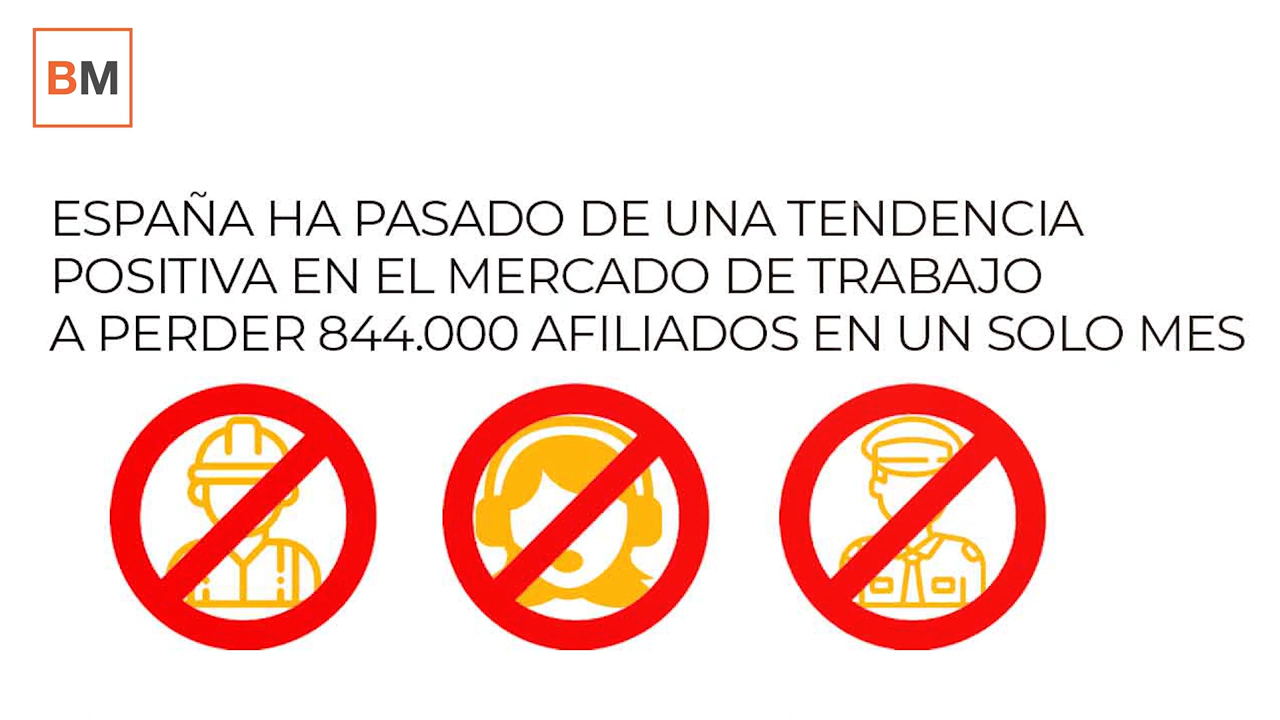 BM
ESPAÑA HA PASADO DE UNA TENDENCIA
POSITIVA EN EL MERCADO DE TRABAJO
A PERDER 844.000 AFILIADOS EN UN SOLO MES